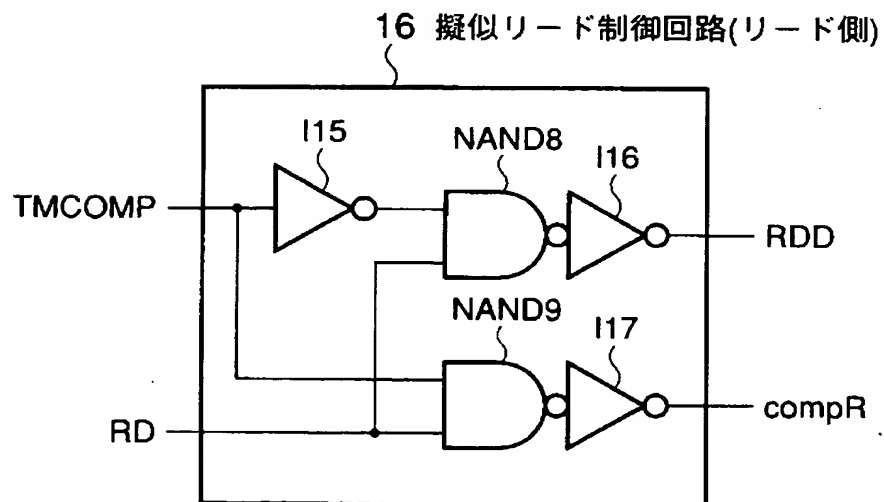 16 擬似リード制御回路(リード側)
I15
NAND8
I16
TMCOMP
RDD
NAND9
I17
RD
compR